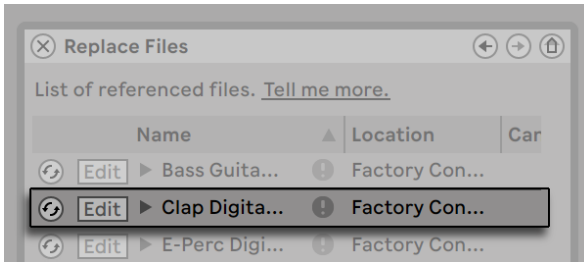 Replace Files
List of referenced files. Tell me more.
Name Location Car
Edit Bass Guita... Factory Con...
Edit Clap Digita... Factory Con...
Edit E-Perc Digi... Factory Con...